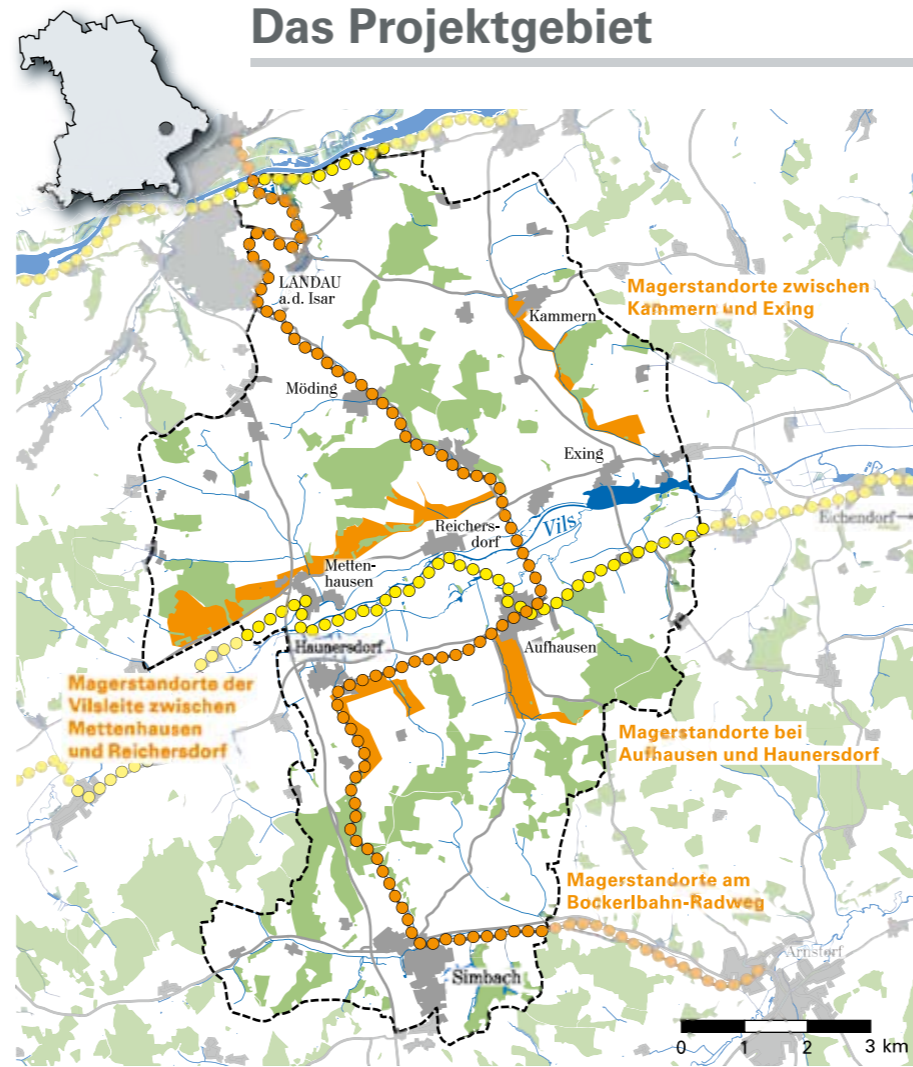 Das Projektgebiet
LANDAU
a.d. Isar
Magerstandorte zwischen
Kammern und Exing
Kammern
Möding
Exing
Reichers-
dorf
Vils
Eichendorf →
Metten-
hausen
Haunersdorf
Aufhausen
Magerstandorte der
Vilsleite zwischen
Mettenhausen
und Reichersdorf
Magerstandorte bei
Aufhausen und Haunersdorf
Magerstandorte am
Bockerlbahn-Radweg
Arnstorf
Simbach
0 1 2 3 km